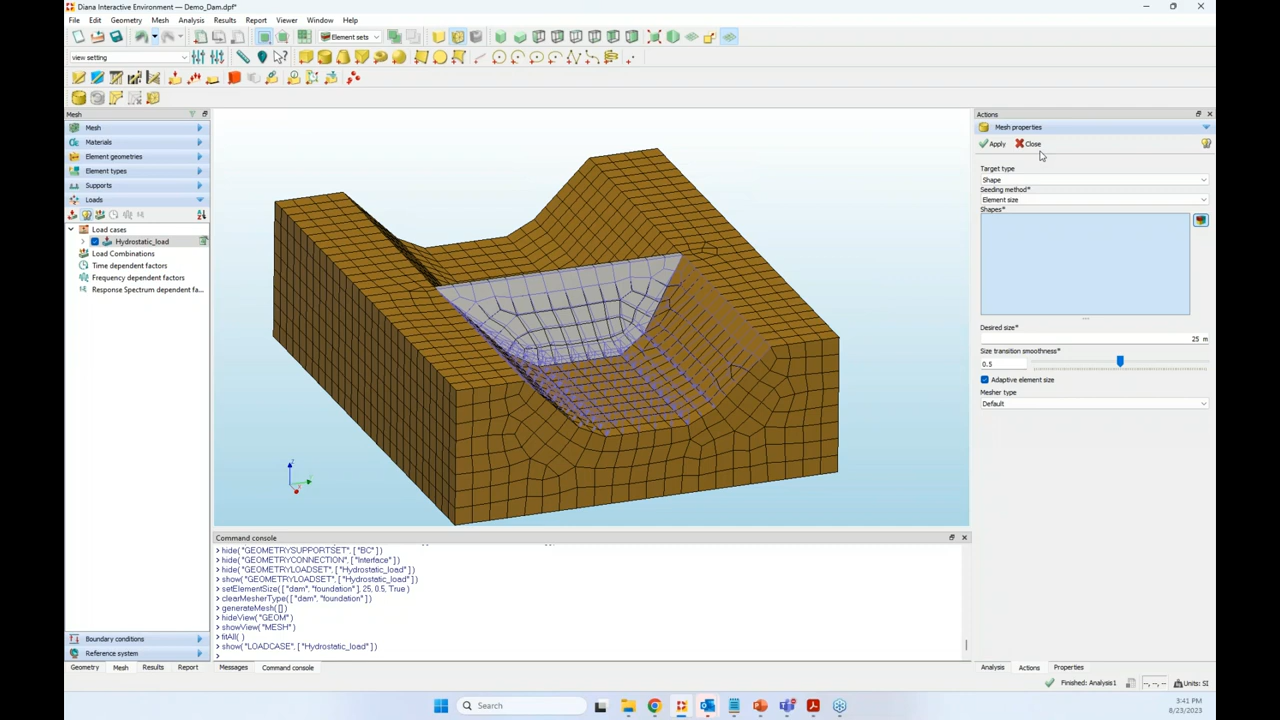 Diana Interactive Environment - Demo_Dam.dpf*
File Edit Geometry Mesh Analysis Results Report Viewer Window Help
Element sets
view setting
Mesh
Mesh
Materials
Element geometries
Element types
Supports
Loads
Load cases
Hydrostatic_load
Load Combinations
Time dependent factors
Frequency dependent factors
Response Spectrum dependent fa...
Boundary conditions
Reference system
Geometry Mesh Results Report
Z
Command console
hide( "GEOMETRYSUPPORTSET", [ "BC" ])
> hide( "GEOMETRYCONNECTION", [ "Interface" ])
> hide( "GEOMETRYLOADSET", [ "Hydrostatic_load" ])
> show( "GEOMETRYLOADSET", [ "Hydrostatic_load" ])
> setElementSize( [ "dam", "foundation" ], 25, 0.5, True )
> clearMesherType( [ "dam", "foundation" ])
> generateMesh( [])
> hideView( "GEOM" )
> showView( "MESH" )
> fitAll( )
> show( "LOADCASE", [ "Hydrostatic_load" ])
>
Messages Command console
Actions
Mesh properties
Apply Close
Target type
Shape
Seeding method*
Element size
Shapes*
Desired size*
25 m
Size transition smoothness*
0.5
Adaptive element size
Mesher type
Default
Analysis Actions Properties
Finished: Analysis1
--, --, -- Units: SI
Search
3:41 PM
8/23/2023